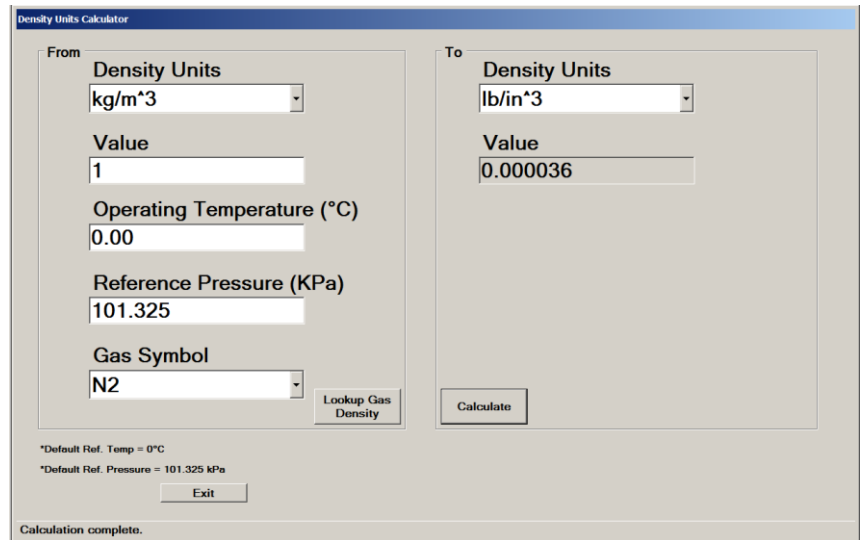 Density Units Calculator
From
Density Units
kg/m^3
Value
1
Operating Temperature (°C)
0.00
Reference Pressure (KPa)
101.325
Gas Symbol
N2
Lookup Gas
Density
To
Density Units
lb/in^3
Value
0.000036
Calculate
*Default Ref. Temp = 0°C
*Default Ref. Pressure = 101.325 kPa
Exit
Calculation complete.